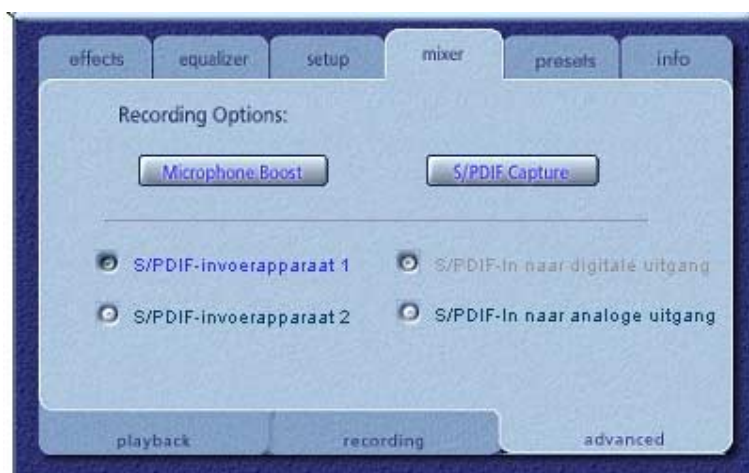 effects equalizer setup mixer presets info
Recording Options:
Microphone Boost S/PDIF Capture
S/PDIF-invoerapparaat 1 S/PDIF-In naar digitale uitgang
S/PDIF-invoerapparaat 2 S/PDIF-In naar analoge uitgang
playback recording advanced